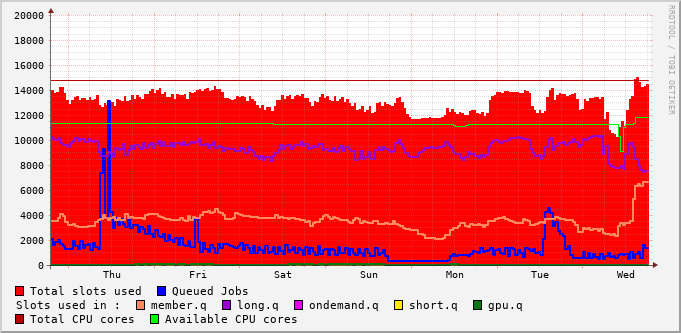 20000
18000
16000
14000
12000
10000
8000
6000
4000
2000
0
Thu Fri Sat Sun Mon Tue Wed
RRDTOOL / TOBI OETIKER
Total slots used Queued Jobs
Slots used in : member.q long.q ondemand.q short.q gpu.q
Total CPU cores Available CPU cores